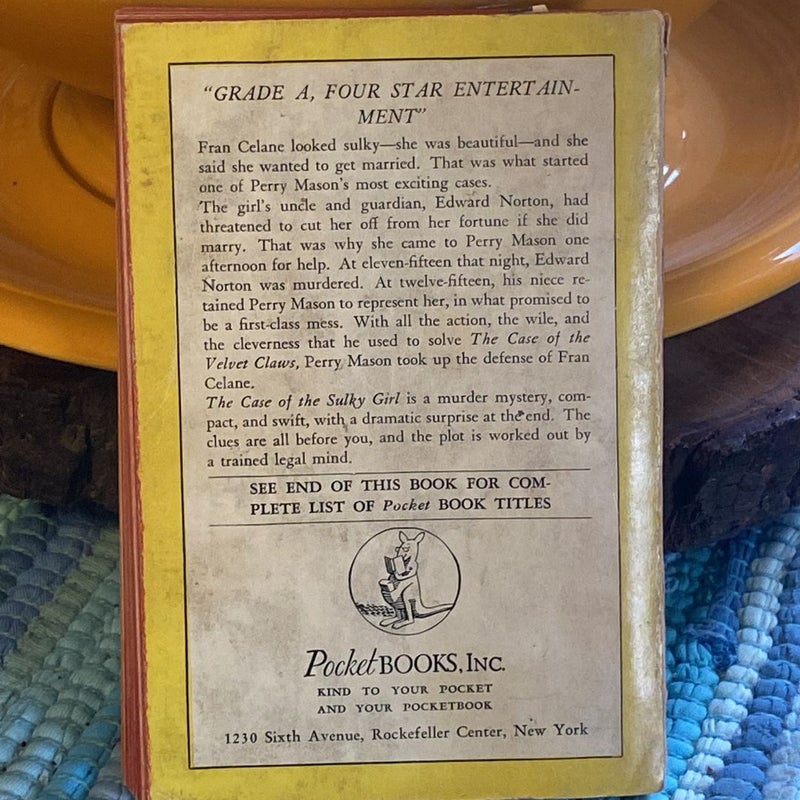 "GRADE A, FOUR STAR ENTERTAIN-
MENT"
Fran Celane looked sulky—she was beautiful—and she
said she wanted to get married. That was what started
one of Perry Mason's most exciting cases.
The girl's uncle and guardian, Edward Norton, had
threatened to cut her off from her fortune if she did
marry. That was why she came to Perry Mason one
afternoon for help. At eleven-fifteen that night, Edward
Norton was murdered. At twelve-fifteen, his niece re-
tained Perry Mason to represent her, in what promised to
be a first-class mess. With all the action, the wile, and
the cleverness that he used to solve The Case of the
Velvet Claws, Perry Mason took up the defense of Fran
Celane.
The Case of the Sulky Girl is a murder mystery, com-
pact, and swift, with a dramatic surprise at the end. The
clues are all before you, and the plot is worked out by
a trained legal mind.
SEE END OF THIS BOOK FOR COM-
PLETE LIST OF Pocket BOOK TITLES
Pocket BOOKS, INC.
KIND TO YOUR POCKET
AND YOUR POCKETBOOK
1230 Sixth Avenue, Rockefeller Center, New York